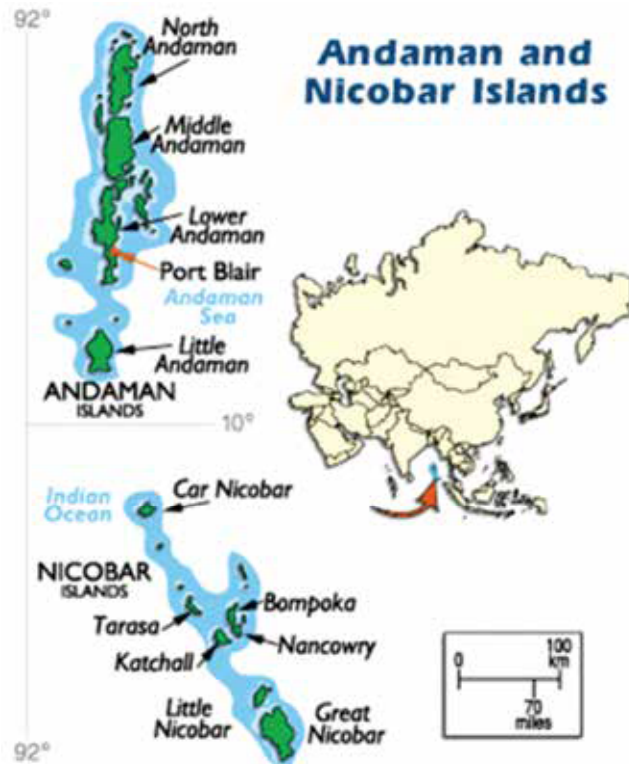 92°
North
Andaman
Andaman and
Nicobar Islands
Middle
Andaman
Lower
Andaman
Port Blair
Andaman
Sea
Little
Andaman
ANDAMAN
ISLANDS
10°
Indian
Ocean
Car Nicobar
NICOBAR
ISLANDS
Bompoka
Tarasa
Nancowry
Katchall
Little
Nicobar
Great
Nicobar
0
100
km
70
miles
92°